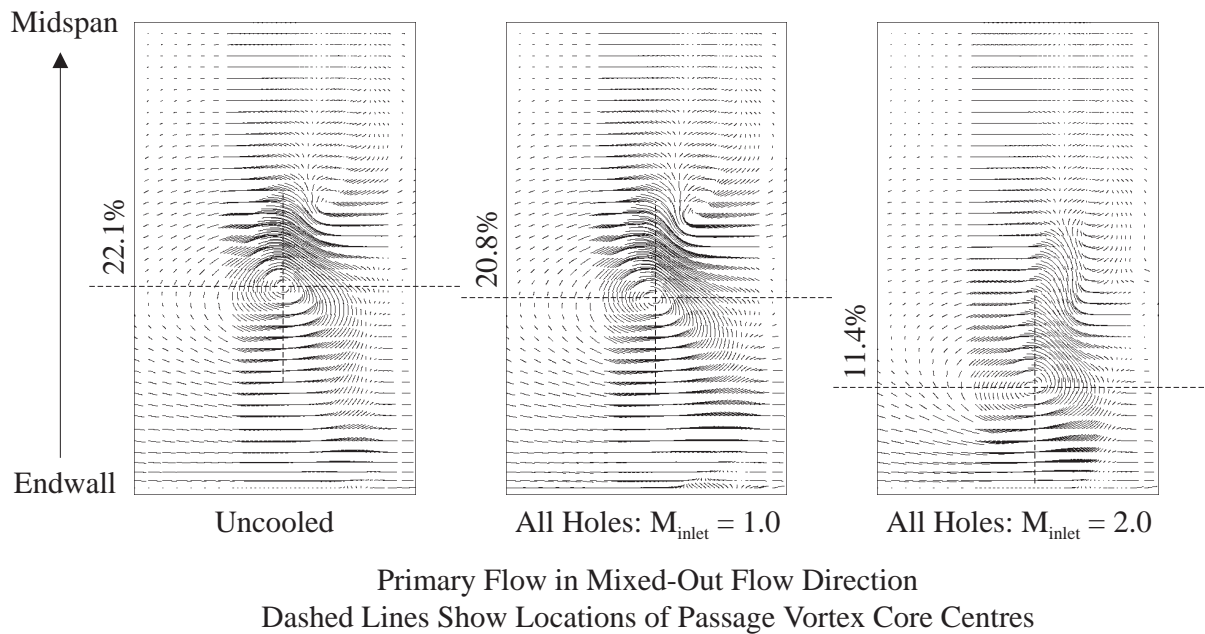 Midspan
Endwall
22.1%
20.8%
11.4%
Uncooled
All Holes: M_inlet = 1.0
All Holes: M_inlet = 2.0
Primary Flow in Mixed-Out Flow Direction
Dashed Lines Show Locations of Passage Vortex Core Centres